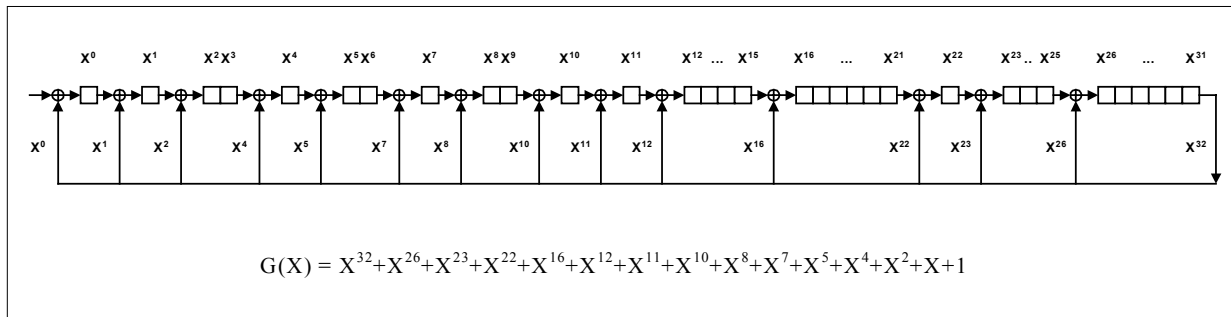 X⁰ X¹ X²X³ X⁴ X⁵X⁶ X⁷ X⁸X⁹ X¹⁰ X¹¹ X¹² ... X¹⁵ X¹⁶ ... X²¹ X²² X²³.. X²⁵ X²⁶ ... X³¹
X⁰ X¹ X² X⁴ X⁵ X⁷ X⁸ X¹⁰ X¹¹ X¹² X¹⁶ X²² X²³ X²⁶ X³²
G(X) = X³²+X²⁶+X²³+X²²+X¹⁶+X¹²+X¹¹+X¹⁰+X⁸+X⁷+X⁵+X⁴+X²+X+1